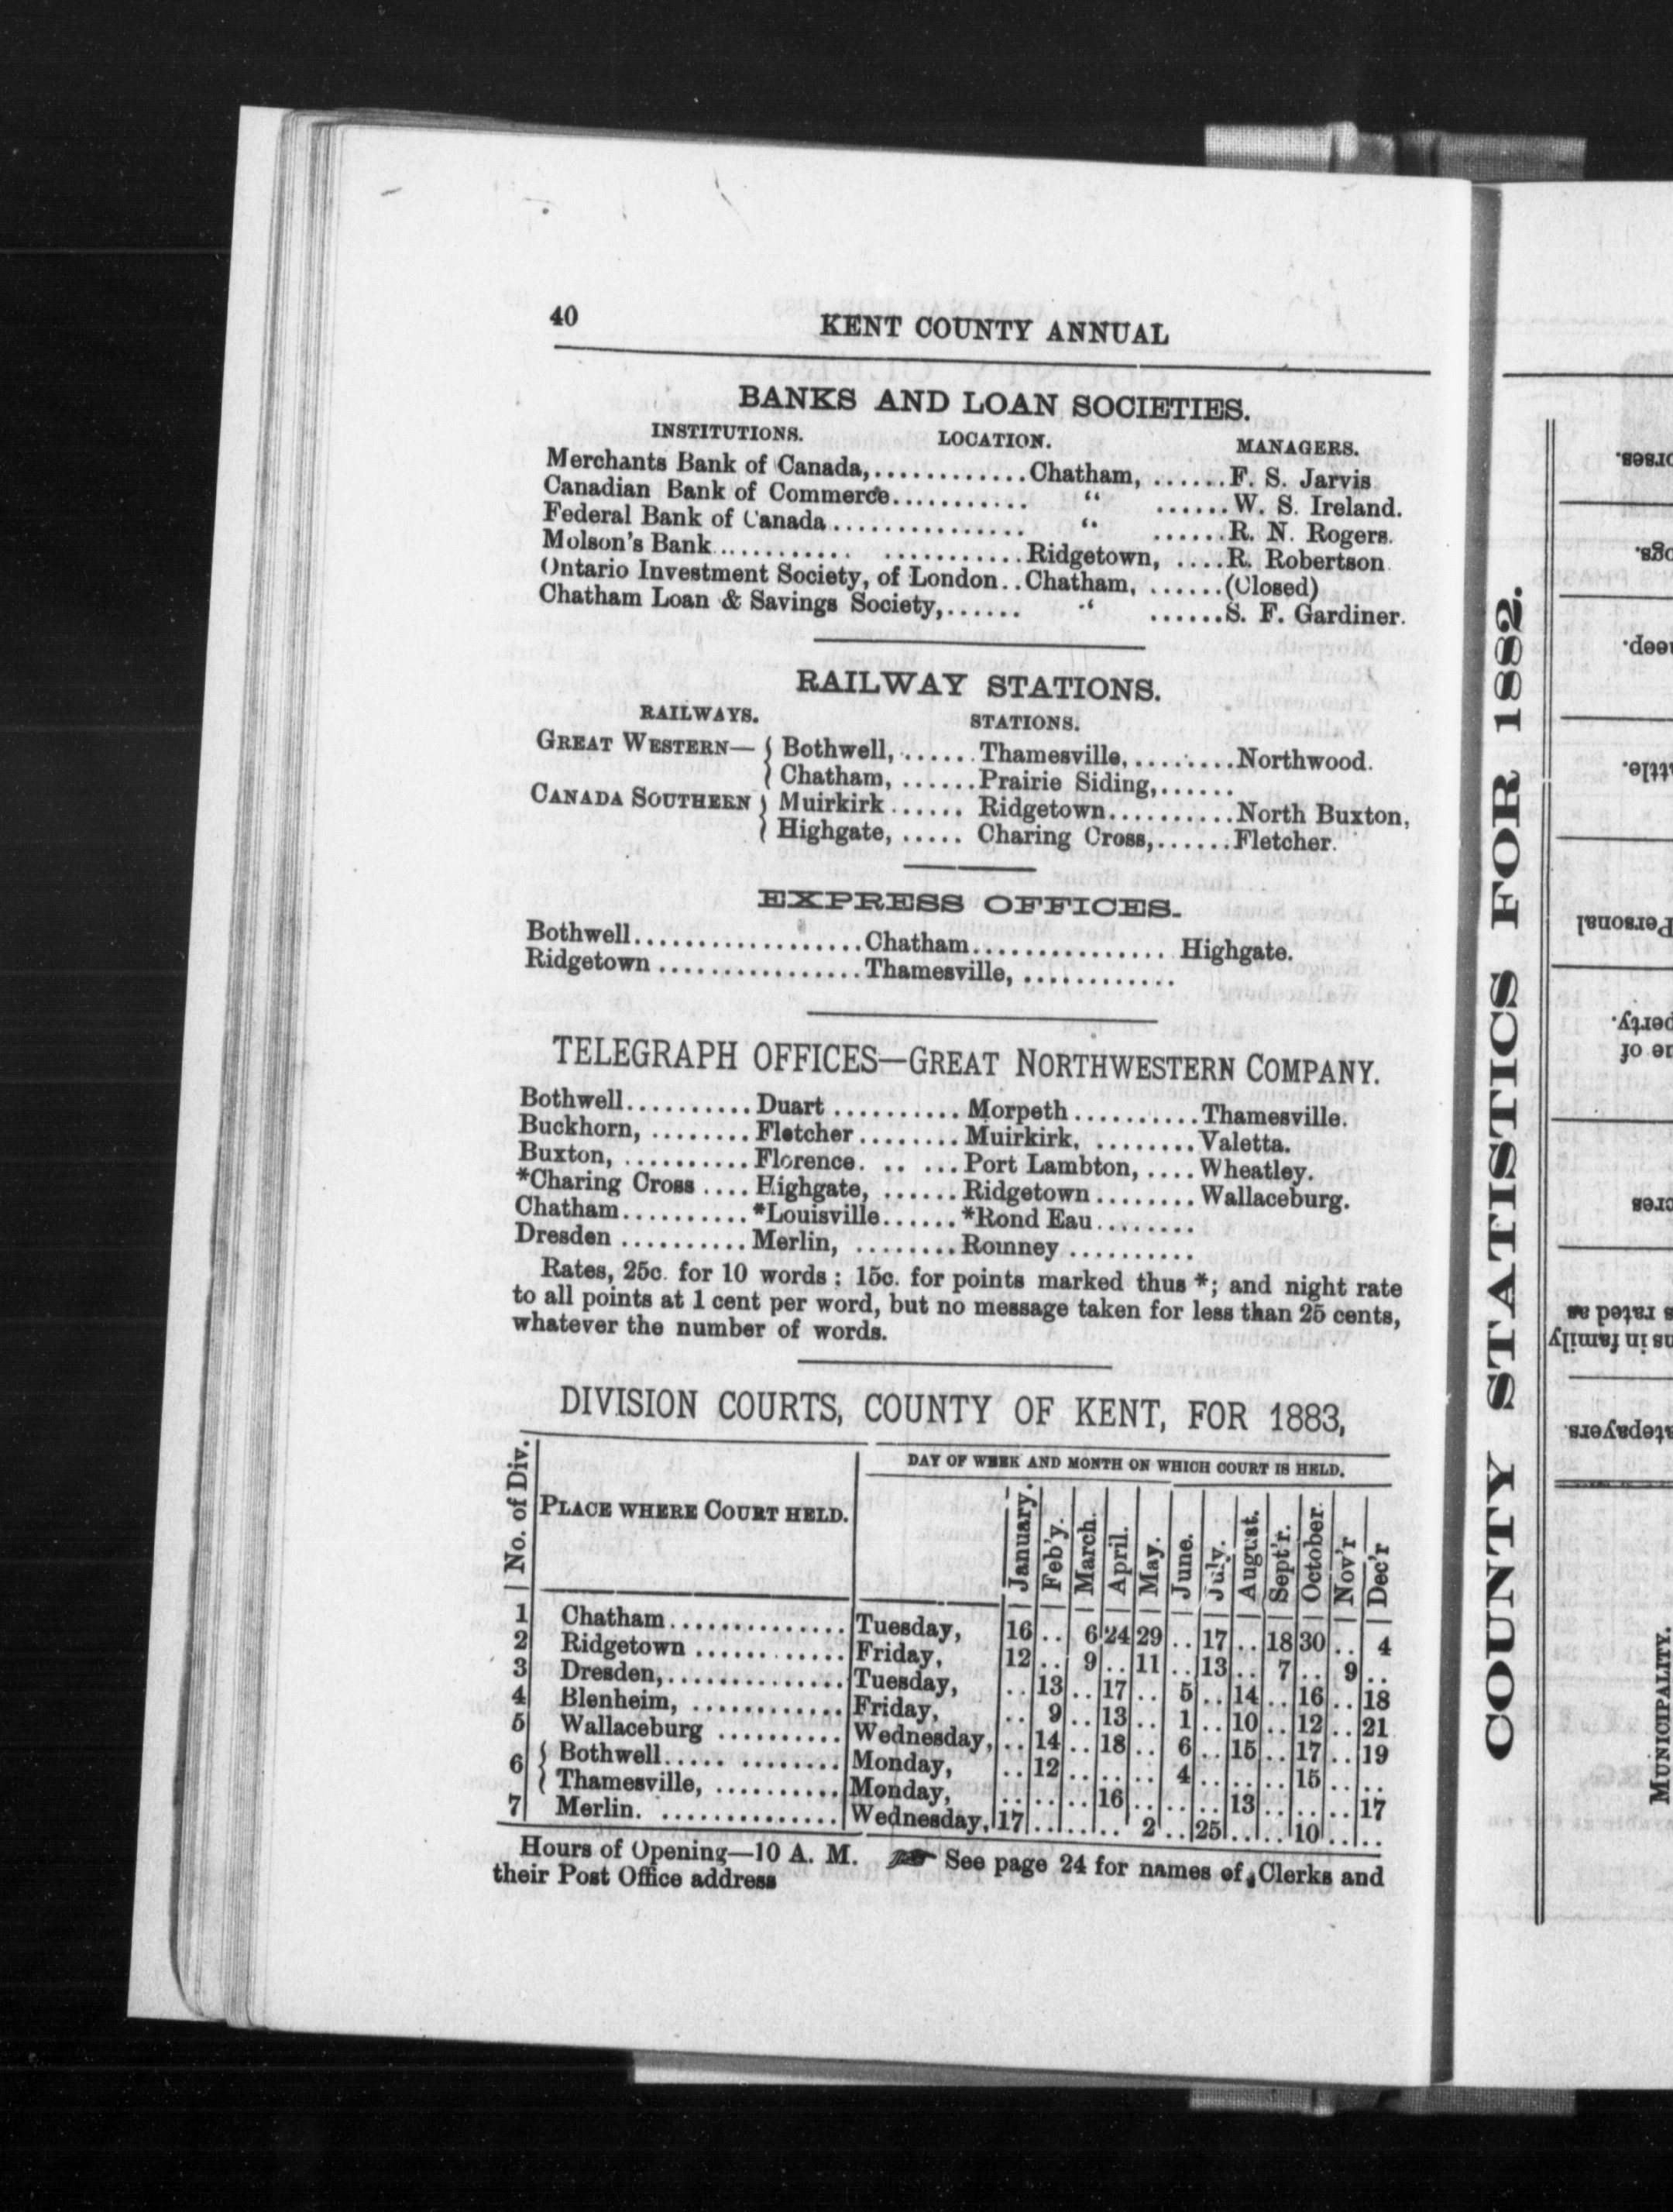 40
KENT COUNTY ANNUAL
BANKS AND LOAN SOCIETIES.
INSTITUTIONS. LOCATION. MANAGERS.
Merchants Bank of Canada,............Chatham, ......F. S. Jarvis
Canadian Bank of Commerce........... “ ......W. S. Ireland.
Federal Bank of Canada............... “ ......R. N. Rogers.
Molson's Bank........... ...........Ridgetown, ....R. Robertson
Ontario Investment Society, of London..Chatham, ......(Closed)
Chatham Loan & Savings Society,...... “ ......S. F. Gardiner.
RAILWAY STATIONS.
RAILWAYS. STATIONS.
GREAT WESTERN— { Bothwell,......Thamesville,.........Northwood.
{ Chatham, ......Prairie Siding,......
CANADA SOUTHERN { Muirkirk...... Ridgetown..........North Buxton,
{ Highgate, ..... Charing Cross,......Fletcher.
EXPRESS OFFICES.
Bothwell..................Chatham............... Highgate.
Ridgetown ................Thamesville, ............
TELEGRAPH OFFICES—GREAT NORTHWESTERN COMPANY.
Bothwell..........Duart ..........Morpeth..........Thamesville.
Buckhorn, ........Fletcher........Muirkirk, ........Valetta.
Buxton, ..........Florence. .. ...Port Lambton, ....Wheatley.
*Charing Cross ....Highgate, ......Ridgetown ........Wallaceburg.
Chatham..........*Louisville......*Rond Eau........
Dresden ..........Merlin, ........Romney ..........
Rates, 25c. for 10 words : 15c. for points marked thus *; and night rate
to all points at 1 cent per word, but no message taken for less than 25 cents,
whatever the number of words.
DIVISION COURTS, COUNTY OF KENT, FOR 1883,
No. of Div. PLACE WHERE COURT HELD. DAY OF WEEK AND MONTH ON WHICH COURT IS HELD.
January. Feb'y. March. April. May. June. July. August. Sept'r. October. Nov'r Dec'r
1 Chatham.............. Tuesday, 16 .. 6 24 29 .. 17 .. 18 30 .. 4
2 Ridgetown ............ Friday, 12 .. 9 .. 11 .. 13 .. 7 .. 9 ..
3 Dresden,.............. Tuesday, .. 13 .. 17 .. 5 .. 14 .. 16 .. 18
4 Blenheim, ............ Friday, .. 9 .. 13 .. 1 .. 10 .. 12 .. 21
5 Wallaceburg .......... Wednesday, .. 14 .. 18 .. 6 .. 15 .. 17 .. 19
6 { Bothwell..... ........ Monday, .. 12 .. .. .. 4 .. .. .. 15 .. ..
{ Thamesville, .......... Monday, .. .. .. 16 .. .. .. 13 .. .. .. 17
7 Merlin. .............. Wednesday, 17 .. .. .. 2 .. 25 .. .. 10 .. ..
Hours of Opening—10 A. M. ☞ See page 24 for names of Clerks and
their Post Office address
COUNTY STATISTICS FOR 1882.
MUNICIPALITY.